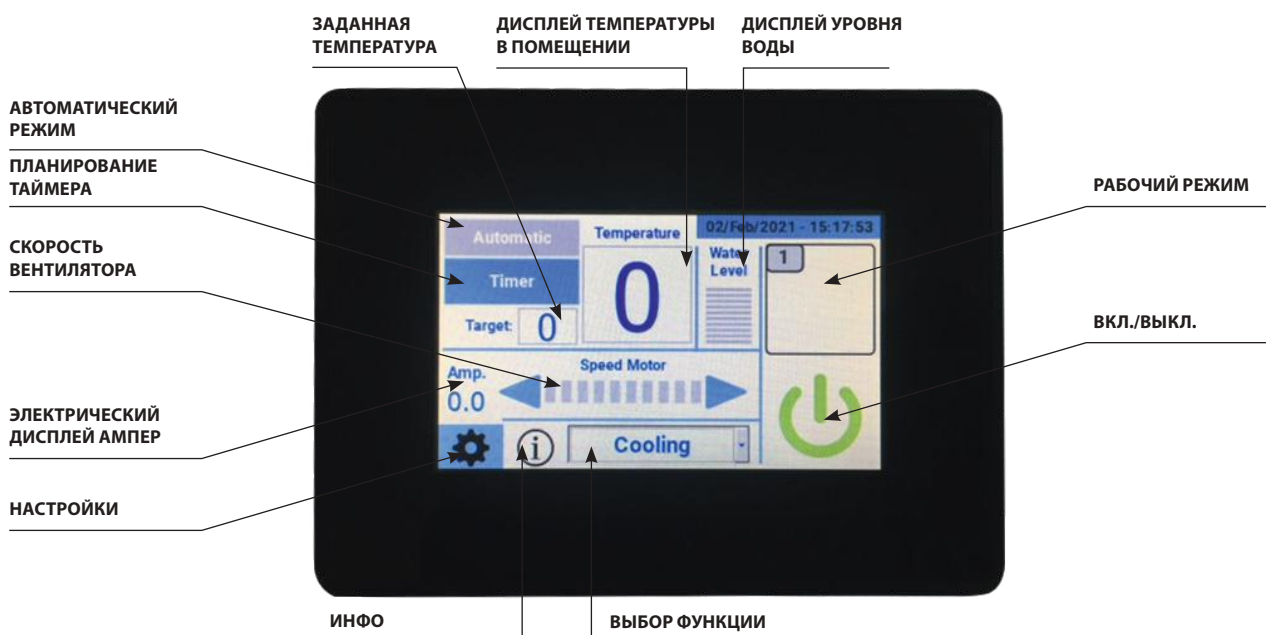 ЗАДАННАЯ
ТЕМПЕРАТУРА
ДИСПЛЕЙ ТЕМПЕРАТУРЫ
В ПОМЕЩЕНИИ
ДИСПЛЕЙ УРОВНЯ
ВОДЫ
АВТОМАТИЧЕСКИЙ
РЕЖИМ
ПЛАНИРОВАНИЕ
ТАЙМЕРА
СКОРОСТЬ
ВЕНТИЛЯТОРА
ЭЛЕКТРИЧЕСКИЙ
ДИСПЛЕЙ АМПЕР
НАСТРОЙКИ
Automatic
Timer
Target: 0
Temperature
0
02/Feb/2021 - 15:17:53
Water
Level
1
Speed Motor
Amp.
0.0
i
Cooling
РАБОЧИЙ РЕЖИМ
ВКЛ./ВЫКЛ.
ИНФО
ВЫБОР ФУНКЦИИ